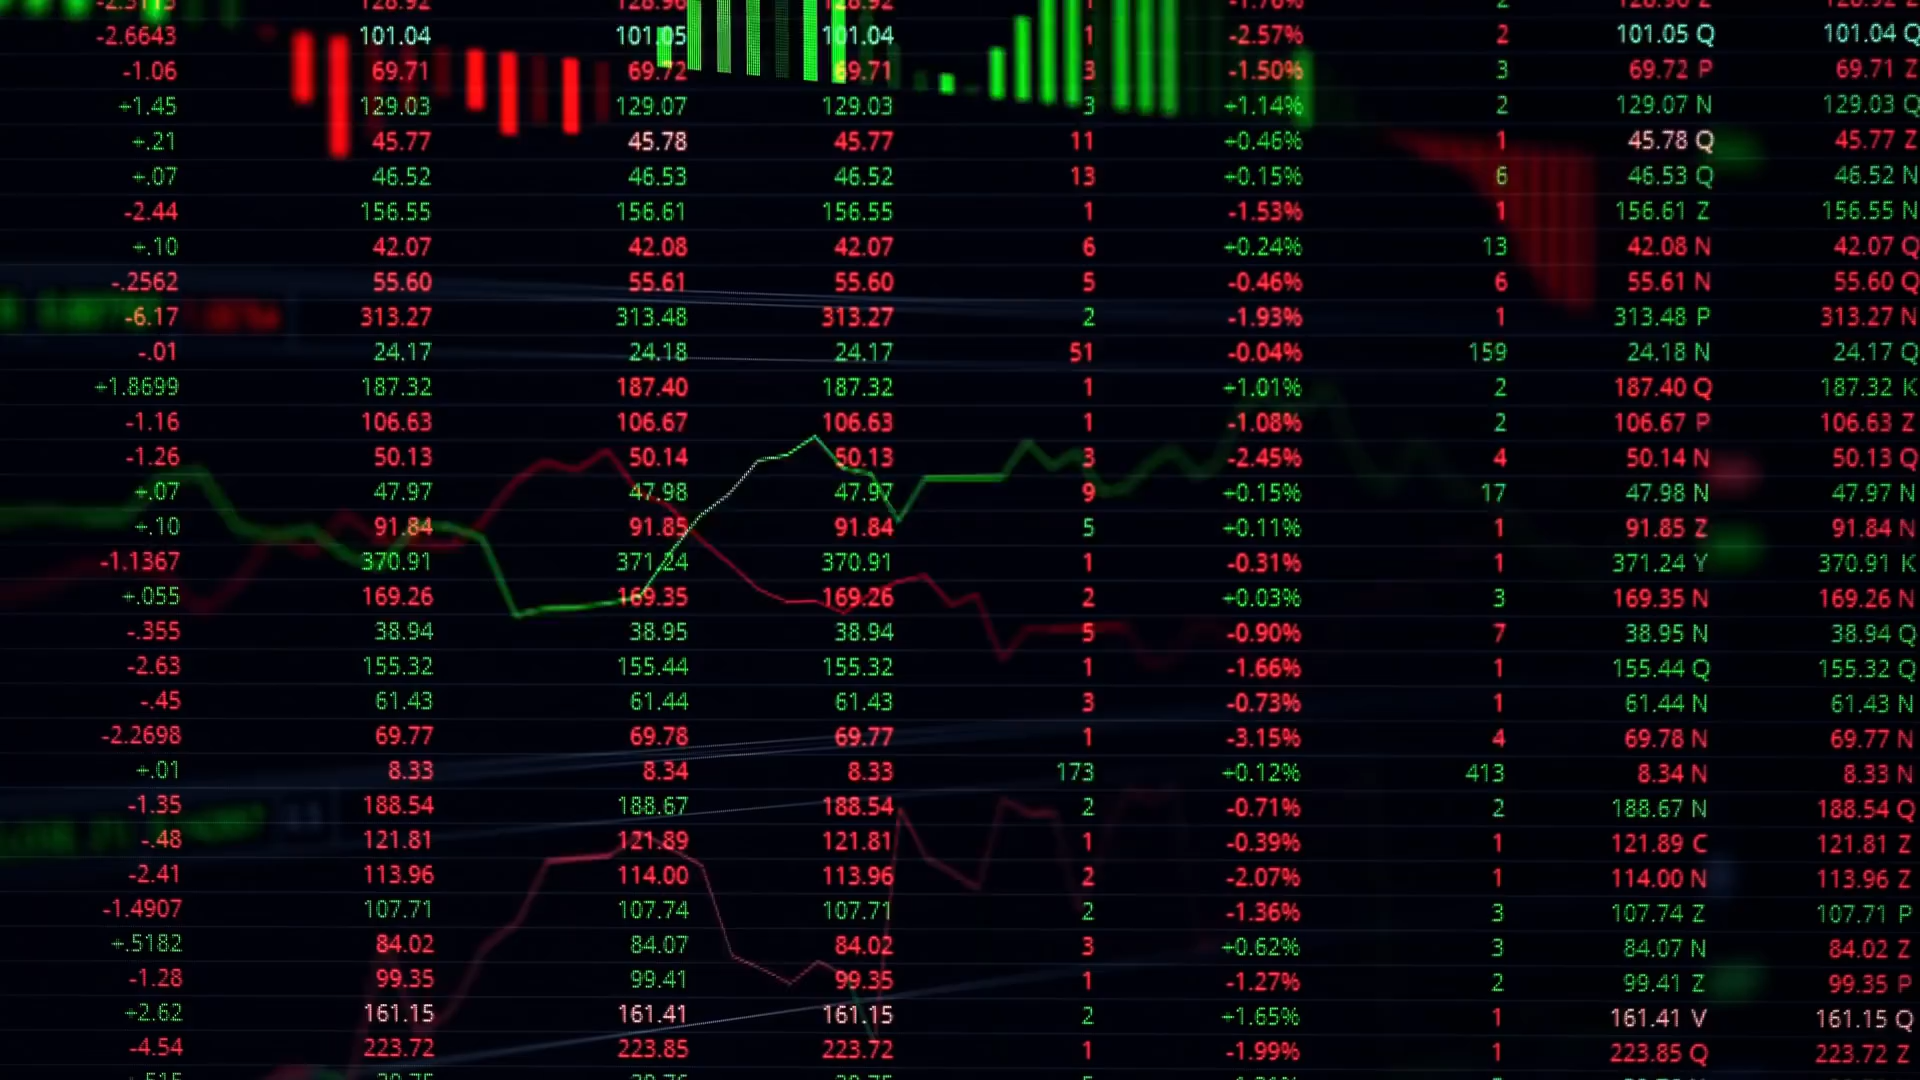 -2.6643 101.04 101.05 101.04 1 -2.57% 2 101.05 Q 101.04 Q
-1.06 69.71 69.72 69.71 3 -1.50% 3 69.72 P 69.71 Z
+1.45 129.03 129.07 129.03 3 +1.14% 2 129.07 N 129.03 Q
+.21 45.77 45.78 45.77 11 +0.46% 1 45.78 Q 45.77 Z
+.07 46.52 46.53 46.52 13 +0.15% 6 46.53 Q 46.52 N
-2.44 156.55 156.61 156.55 1 -1.53% 1 156.61 Z 156.55 N
+.10 42.07 42.08 42.07 6 +0.24% 13 42.08 N 42.07 Q
-.2562 55.60 55.61 55.60 5 -0.46% 6 55.61 N 55.60 Q
-6.17 313.27 313.48 313.27 2 -1.93% 1 313.48 P 313.27 N
-.01 24.17 24.18 24.17 51 -0.04% 159 24.18 N 24.17 Q
+1.8699 187.32 187.40 187.32 1 +1.01% 2 187.40 Q 187.32 K
-1.16 106.63 106.67 106.63 1 -1.08% 2 106.67 P 106.63 Z
-1.26 50.13 50.14 50.13 3 -2.45% 4 50.14 N 50.13 Q
+.07 47.97 47.98 47.97 9 +0.15% 17 47.98 N 47.97 N
+.10 91.84 91.85 91.84 5 +0.11% 1 91.85 Z 91.84 N
-1.1367 370.91 371.24 370.91 1 -0.31% 1 371.24 Y 370.91 K
+.055 169.26 169.35 169.26 2 +0.03% 3 169.35 N 169.26 N
-.355 38.94 38.95 38.94 5 -0.90% 7 38.95 N 38.94 Q
-2.63 155.32 155.44 155.32 1 -1.66% 1 155.44 Q 155.32 Q
-.45 61.43 61.44 61.43 3 -0.73% 1 61.44 N 61.43 N
-2.2698 69.77 69.78 69.77 1 -3.15% 4 69.78 N 69.77 N
+.01 8.33 8.34 8.33 173 +0.12% 413 8.34 N 8.33 N
-1.35 188.54 188.67 188.54 2 -0.71% 2 188.67 N 188.54 Q
-.48 121.81 121.89 121.81 1 -0.39% 1 121.89 C 121.81 Z
-2.41 113.96 114.00 113.96 2 -2.07% 1 114.00 N 113.96 Z
-1.4907 107.71 107.74 107.71 2 -1.36% 3 107.74 Z 107.71 P
+.5182 84.02 84.07 84.02 3 +0.62% 3 84.07 N 84.02 Z
-1.28 99.35 99.41 99.35 1 -1.27% 2 99.41 Z 99.35 P
+2.62 161.15 161.41 161.15 2 +1.65% 1 161.41 V 161.15 Q
-4.54 223.72 223.85 223.72 1 -1.99% 1 223.85 Q 223.72 Z